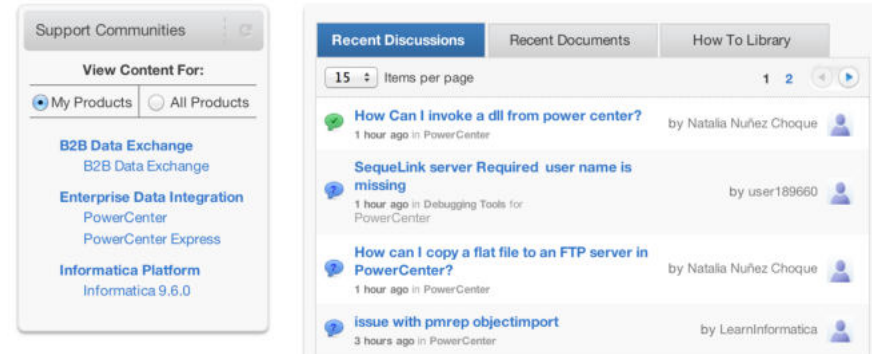 Support Communities
View Content For:
My Products
All Products
B2B Data Exchange
B2B Data Exchange
Enterprise Data Integration
PowerCenter
PowerCenter Express
Informatica Platform
Informatica 9.6.0
Recent Discussions
Recent Documents
How To Library
15 Items per page
1 2
How Can I invoke a dll from power center?
1 hour ago in PowerCenter
by Natalia Nuñez Choque
SequeLink server Required user name is
missing
1 hour ago in Debugging Tools for
PowerCenter
by user189660
How can I copy a flat file to an FTP server in
PowerCenter?
1 hour ago in PowerCenter
by Natalia Nuñez Choque
issue with pmrep objectimport
3 hours ago in PowerCenter
by LearnInformatica